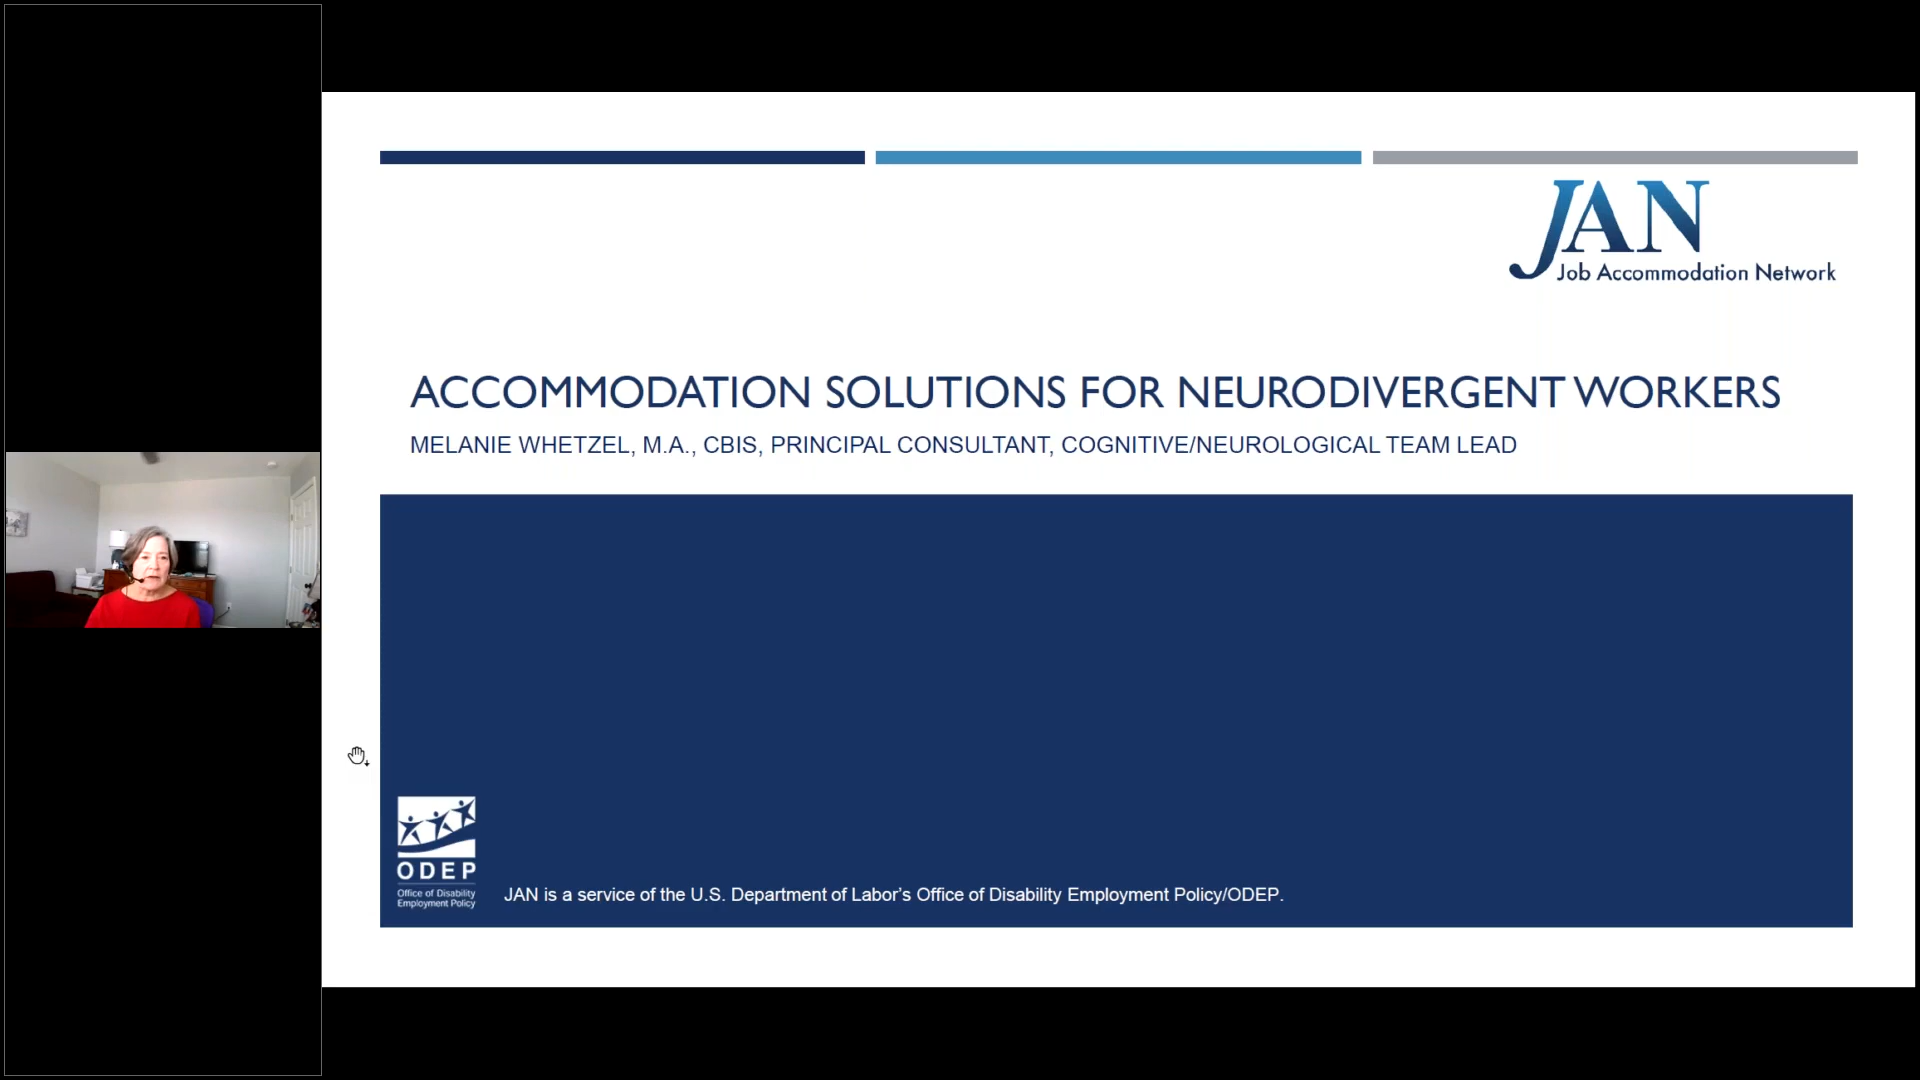 JAN
Job Accommodation Network
ACCOMMODATION SOLUTIONS FOR NEURODIVERGENT WORKERS
MELANIE WHETZEL, M.A., CBIS, PRINCIPAL CONSULTANT, COGNITIVE/NEUROLOGICAL TEAM LEAD
ODEP
Office of Disability
Employment Policy
JAN is a service of the U.S. Department of Labor's Office of Disability Employment Policy/ODEP.